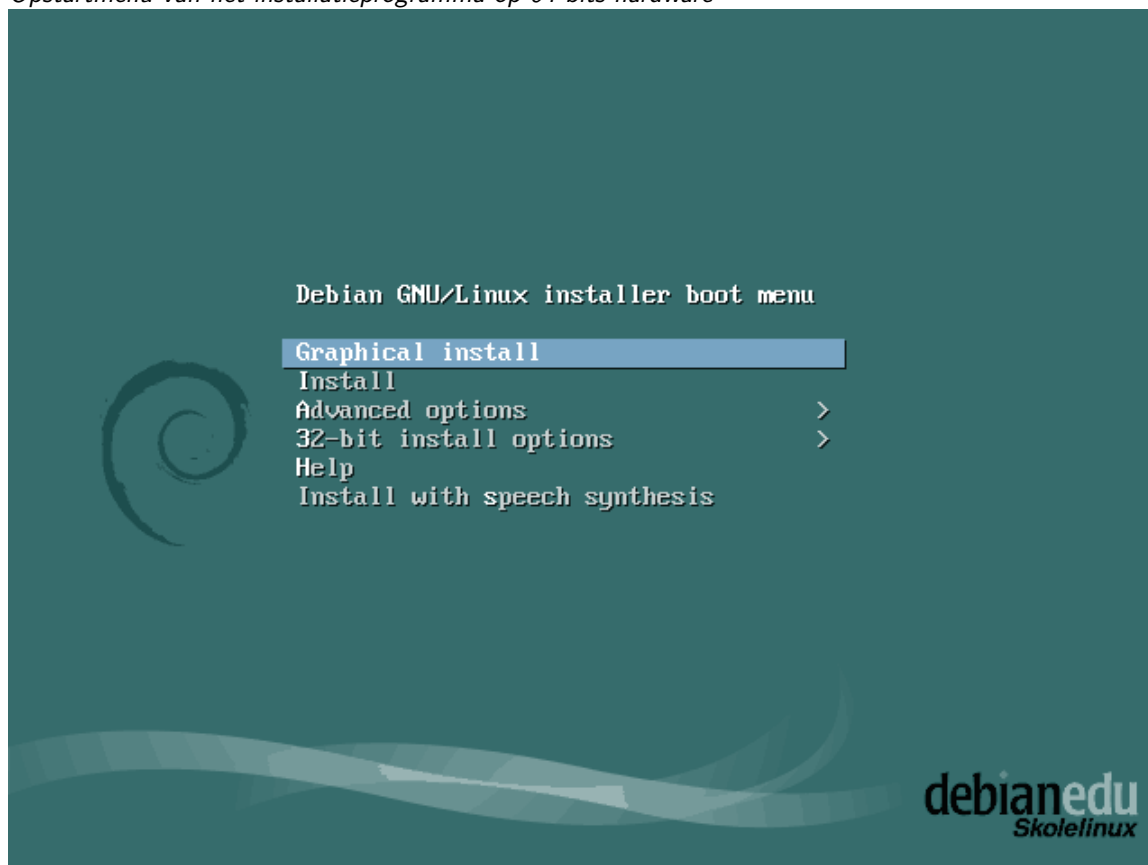 Opstartmenu van het installatieprogramma op 64-bits hardware
Debian GNU/Linux installer boot menu
Graphical install
Install
Advanced options >
32-bit install options >
Help
Install with speech synthesis
debianedu
Skolelinux